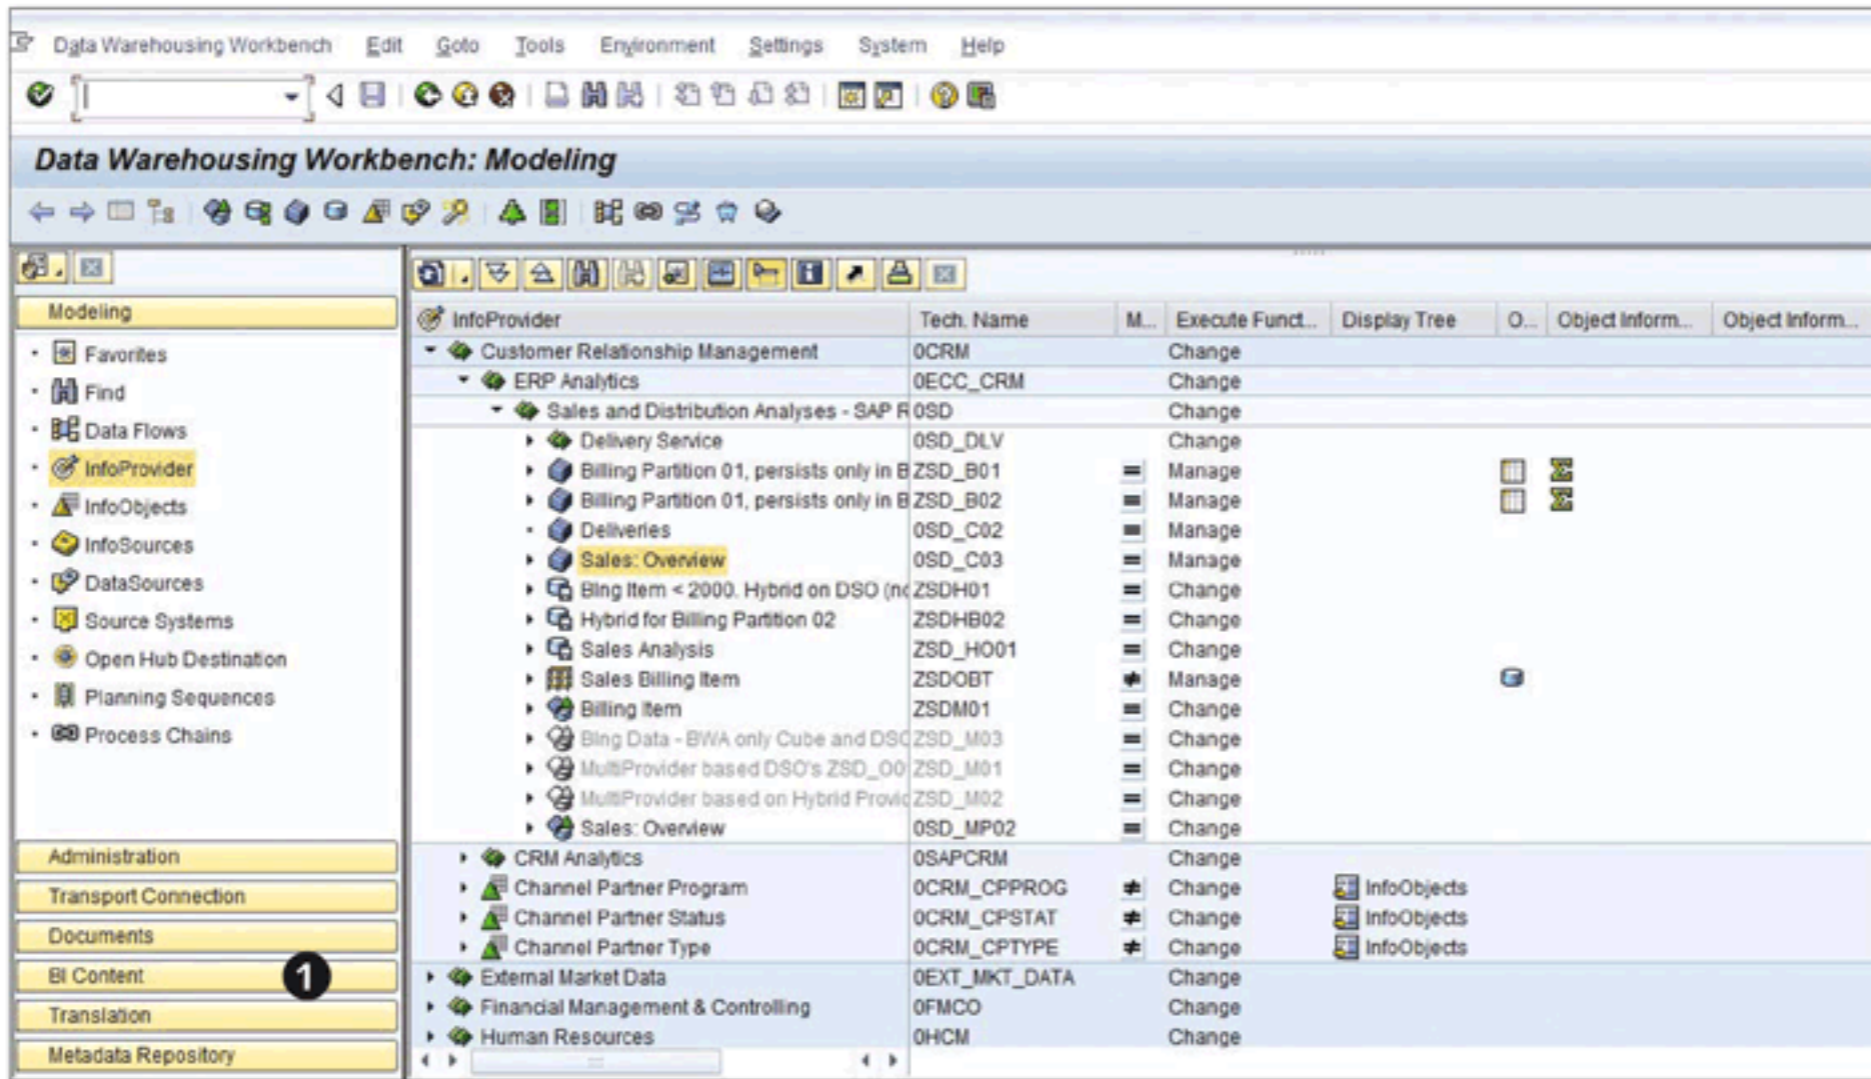 Data Warehousing Workbench Edit Goto Tools Environment Settings System Help
Data Warehousing Workbench: Modeling
Modeling
Favorites
Find
Data Flows
InfoProvider
InfoObjects
InfoSources
DataSources
Source Systems
Open Hub Destination
Planning Sequences
Process Chains
Administration
Transport Connection
Documents
BI Content 1
Translation
Metadata Repository
InfoProvider Tech. Name M... Execute Funct... Display Tree O... Object Inform... Object Inform...
Customer Relationship Management 0CRM Change
ERP Analytics 0ECC_CRM Change
Sales and Distribution Analyses - SAP R 0SD Change
Delivery Service 0SD_DLV Change
Billing Partition 01, persists only in B ZSD_B01 = Manage
Billing Partition 01, persists only in B ZSD_B02 = Manage
Deliveries 0SD_C02 = Manage
Sales: Overview 0SD_C03 = Manage
Blng Item < 2000. Hybrid on DSO (no ZSDH01 = Change
Hybrid for Billing Partition 02 ZSDHB02 = Change
Sales Analysis ZSD_HO01 = Change
Sales Billing Item ZSDOBT ≠ Manage
Billing Item ZSDM01 = Change
Blng Data - BWA only Cube and DSO ZSD_M03 = Change
MultiProvider based DSO's ZSD_O0 ZSD_M01 = Change
MultiProvider based on Hybrid Provid ZSD_M02 = Change
Sales: Overview 0SD_MP02 = Change
CRM Analytics 0SAPCRM Change
Channel Partner Program 0CRM_CPPROG ≠ Change InfoObjects
Channel Partner Status 0CRM_CPSTAT ≠ Change InfoObjects
Channel Partner Type 0CRM_CPTYPE ≠ Change InfoObjects
External Market Data 0EXT_MKT_DATA Change
Financial Management & Controlling 0FMCO Change
Human Resources 0HCM Change